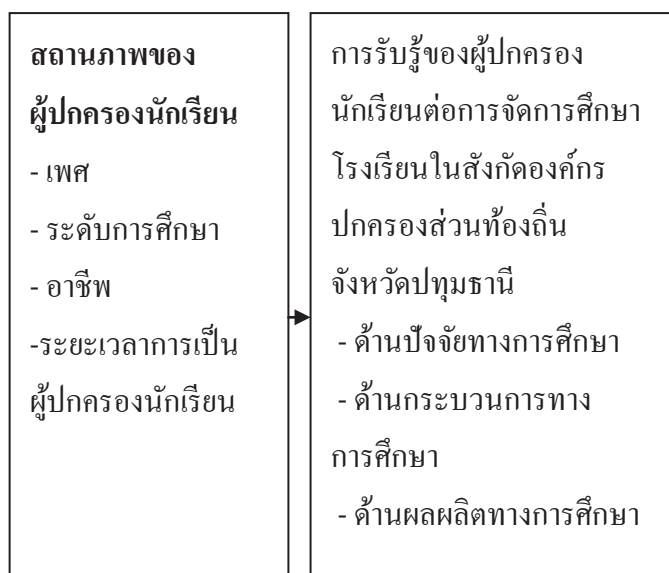 สถานภาพของ
ผู้ปกครองนักเรียน
- เพศ
- ระดับการศึกษา
- อาชีพ
-ระยะเวลาการเป็น
ผู้ปกครองนักเรียน
การรับรู้ของผู้ปกครอง
นักเรียนต่อการจัดการศึกษา
โรงเรียนในสังกัดองค์กร
ปกครองส่วนท้องถิ่น
จังหวัดปทุมธานี
- ด้านปัจจัยทางการศึกษา
- ด้านกระบวนการทาง
การศึกษา
- ด้านผลผลิตทางการศึกษา